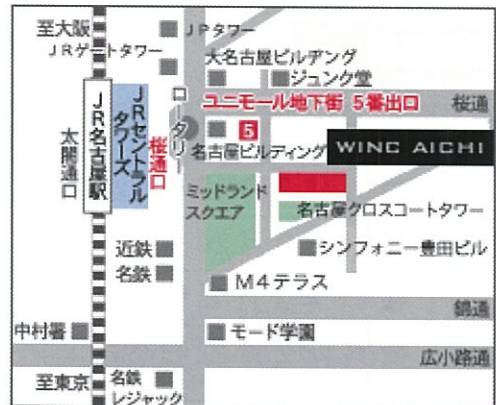 至大阪
JPタワー
JRゲートタワー
大名古屋ビルヂング
ジュンク堂
ユニモール地下街 5番出口
桜通
ロータリー
JRセントラル
タワーズ
JR名古屋駅
太閤通口
桜通口
5
名古屋ビルディング
WINC AICHI
ミッドランド
スクエア
名古屋クロスコートタワー
近鉄
名鉄
シンフォニー豊田ビル
M4テラス
錦通
中村署
モード学園
広小路通
至東京
名鉄
レジャック